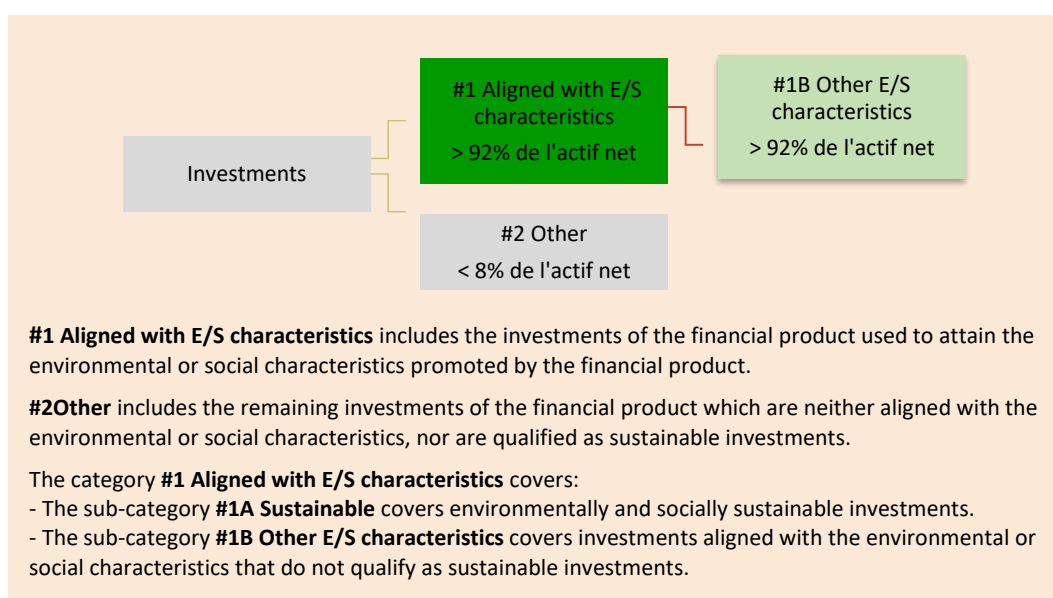 #1 Aligned with E/S
characteristics
> 92% de l'actif net
#1B Other E/S
characteristics
> 92% de l'actif net
Investments
#2 Other
< 8% de l'actif net
#1 Aligned with E/S characteristics includes the investments of the financial product used to attain the
environmental or social characteristics promoted by the financial product.
#2Other includes the remaining investments of the financial product which are neither aligned with the
environmental or social characteristics, nor are qualified as sustainable investments.
The category #1 Aligned with E/S characteristics covers:
- The sub-category #1A Sustainable covers environmentally and socially sustainable investments.
- The sub-category #1B Other E/S characteristics covers investments aligned with the environmental or
social characteristics that do not qualify as sustainable investments.